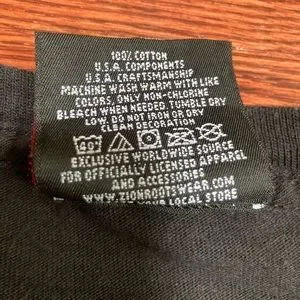 100% COTTON
U.S.A. COMPONENTS
U.S.A. CRAFTSMANSHIP
MACHINE WASH WARM WITH LIKE
COLORS, ONLY NON-CHLORINE
BLEACH WHEN NEEDED. TUMBLE DRY
LOW. DO NOT IRON OR DRY
CLEAN DECORATION
EXCLUSIVE WORLDWIDE SOURCE
FOR OFFICIALLY LICENSED APPAREL
AND ACCESSORIES
WWW.ZIONROOTSWEAR.COM
YOUR LOCAL STORE